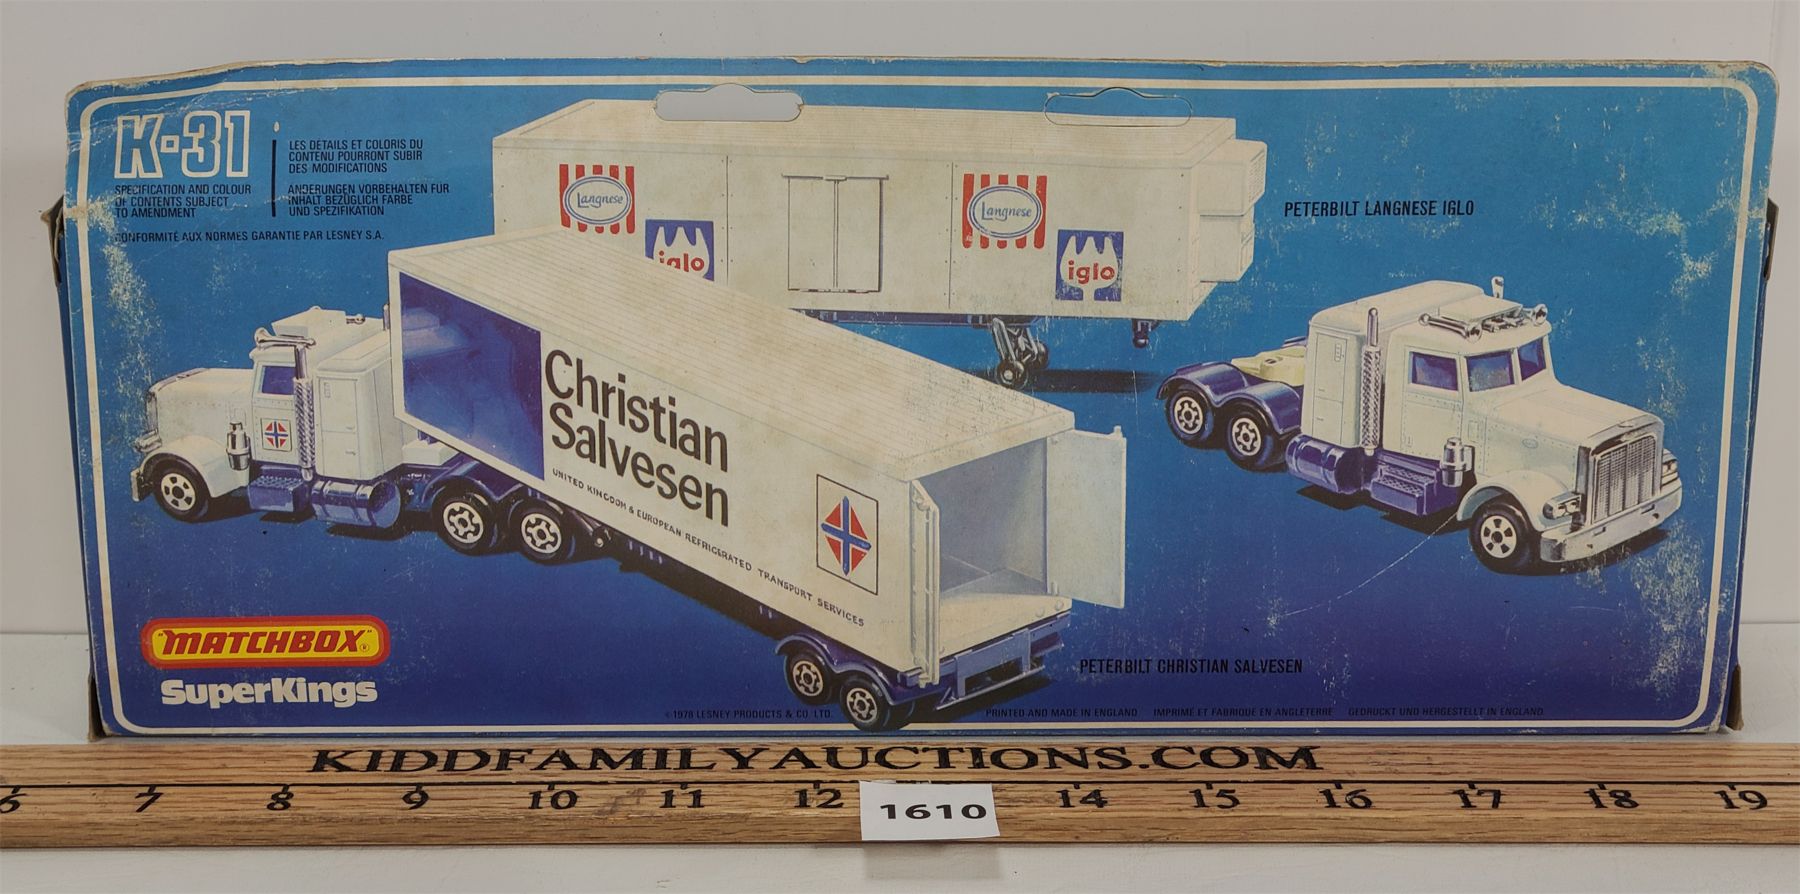 K-31
SPECIFICATION AND COLOUR
OF CONTENTS SUBJECT
TO AMENDMENT
LES DÉTAILS ET COLORIS DU
CONTENU POURRONT SUBIR
DES MODIFICATIONS
ANDERUNGEN VORBEHALTEN FUR
INHALT BEZÜGLICH FARBE
UND SPEZIFIKATION
CONFORMITÉ AUX NORMES GARANTIE PAR LESNEY S.A.
Langnese
iglo
Langnese
iglo
PETERBILT LANGNESE IGLO
Christian
Salvesen
UNITED KINGDOM & EUROPEAN REFRIGERATED TRANSPORT SERVICES
"MATCHBOX"®
SuperKings
PETERBILT CHRISTIAN SALVESEN
© 1978 LESNEY PRODUCTS & CO. LTD. PRINTED AND MADE IN ENGLAND IMPRIMÉ ET FABRIQUÉ EN ANGLETERRE GEDRUCKT UND HERGESTELLT IN ENGLAND
KIDDFAMILYAUCTIONS.COM
6 7 8 9 10 11 12 14 15 16 17 18 19
1610